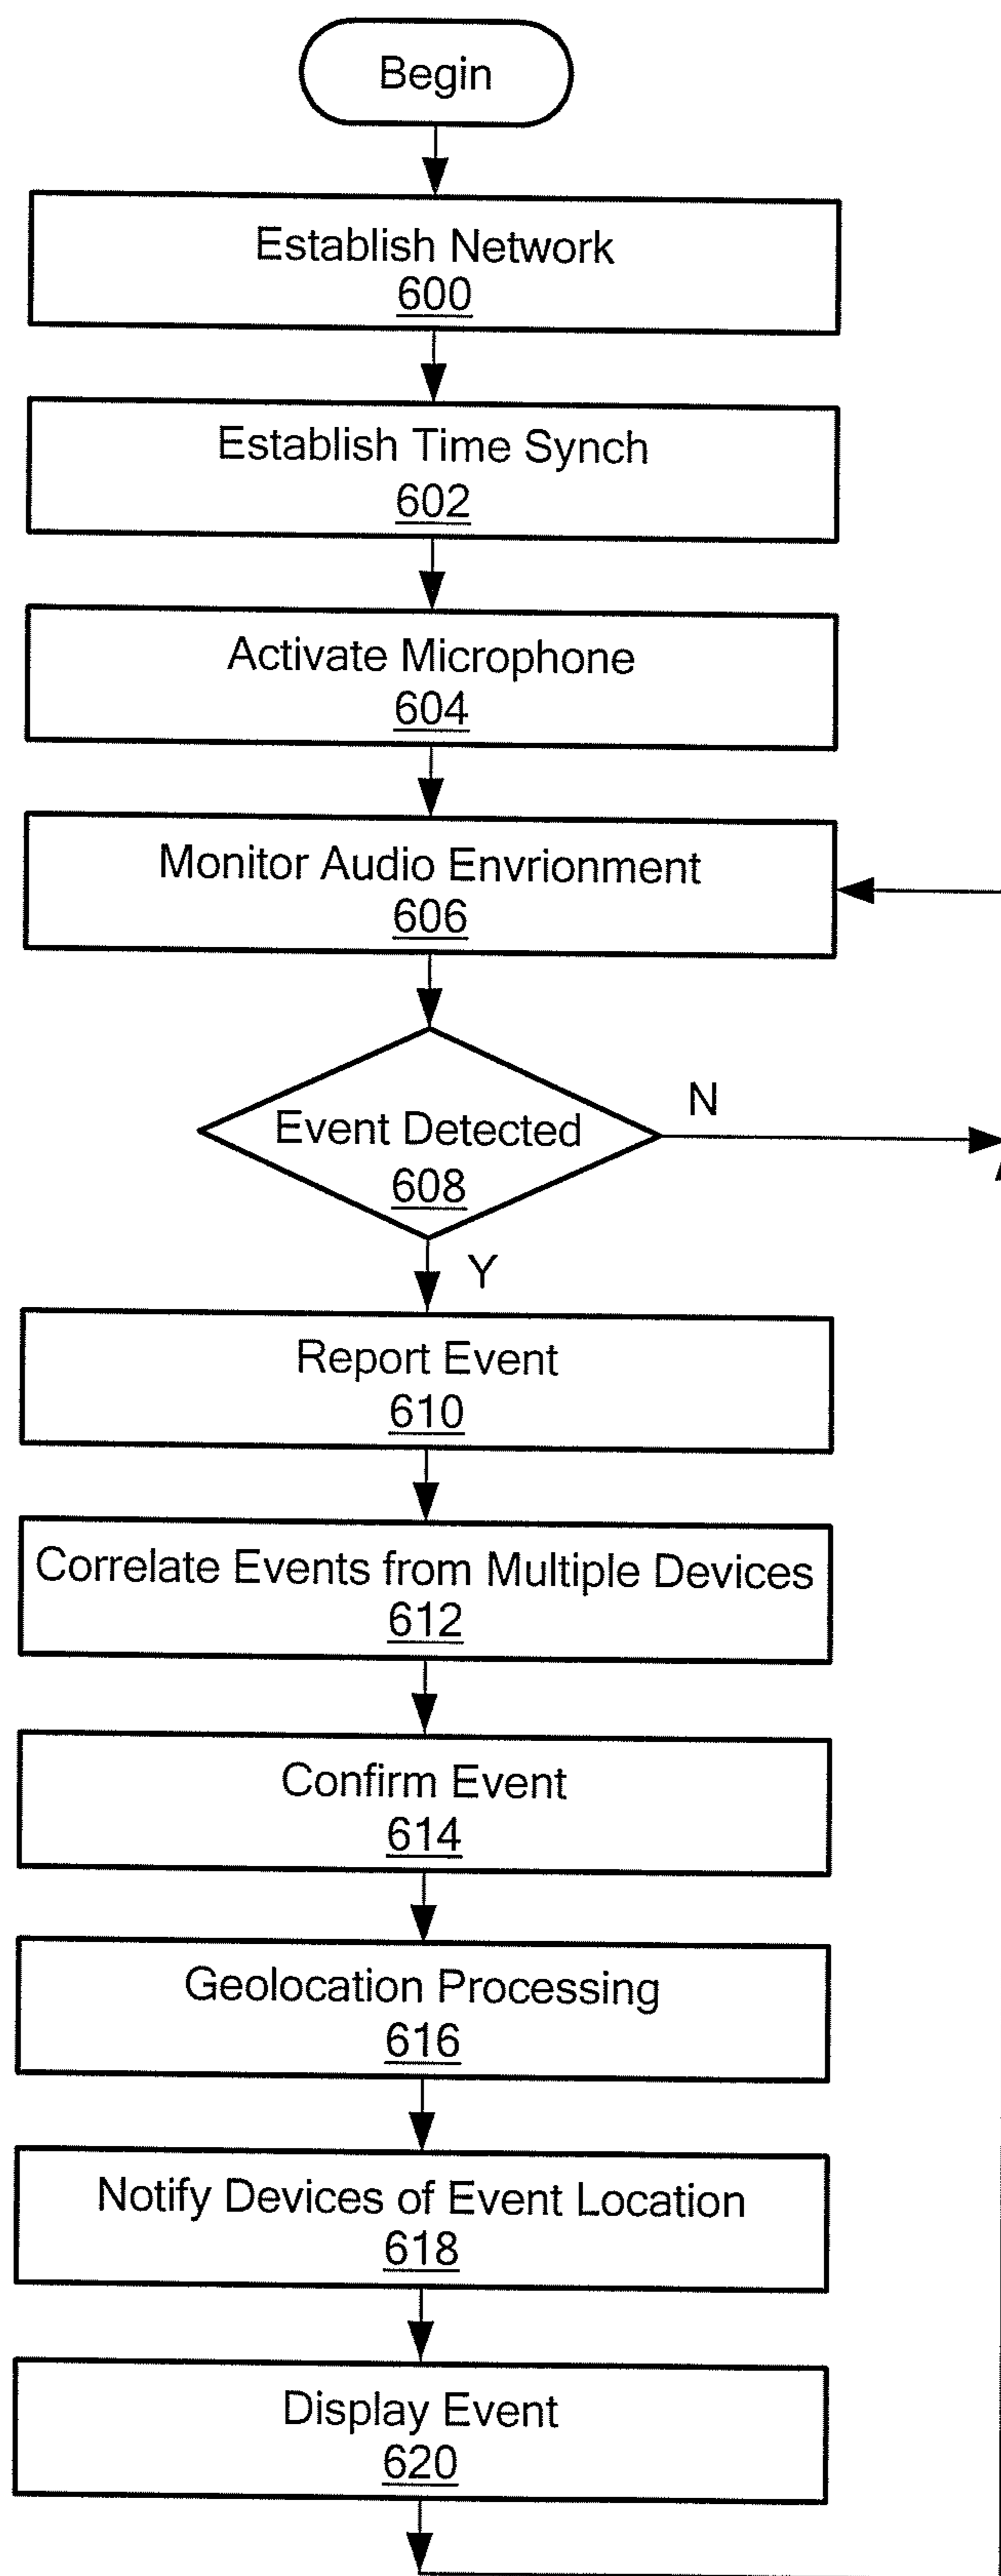 Begin
Establish Network
600
Establish Time Synch
602
Activate Microphone
604
Monitor Audio Envrionment
606
Event Detected
608
N
Y
Report Event
610
Correlate Events from Multiple Devices
612
Confirm Event
614
Geolocation Processing
616
Notify Devices of Event Location
618
Display Event
620